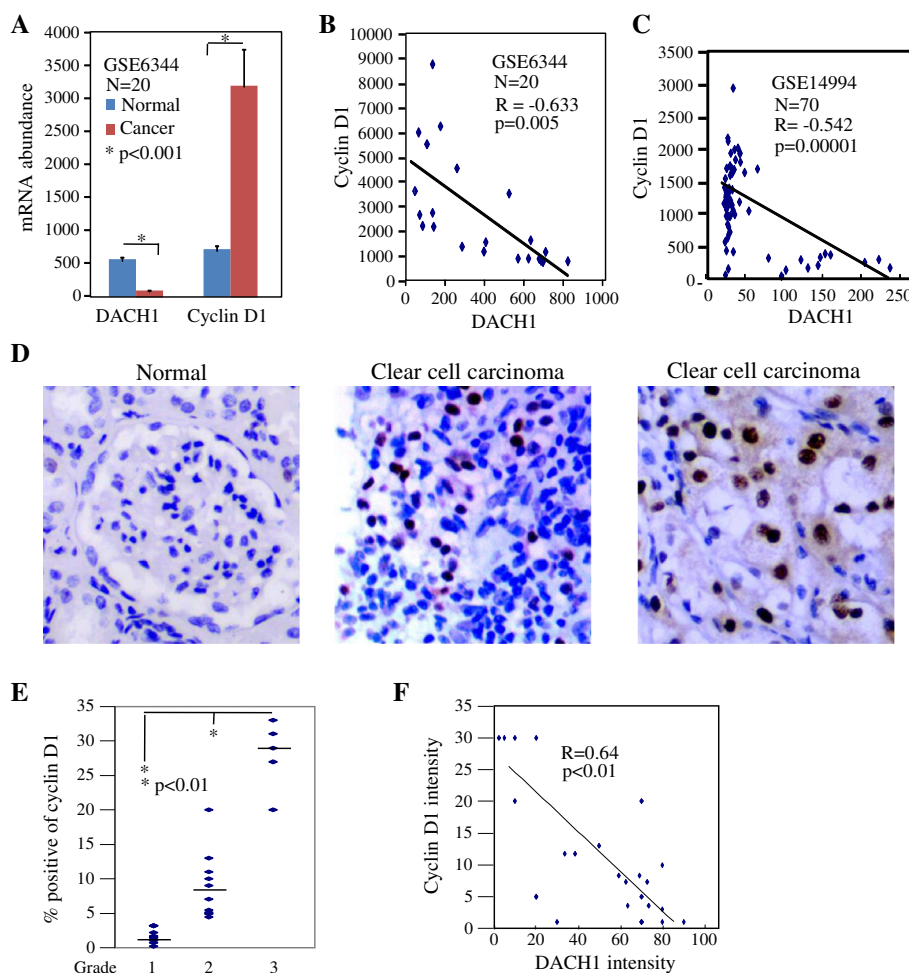 A
mRNA abundance
4000
3500
3000
2500
2000
1500
1000
500
0
GSE6344
N=20
Normal
Cancer
* p<0.001
*
*
DACH1 Cyclin D1
B
Cyclin D1
10000
9000
8000
7000
6000
5000
4000
3000
2000
1000
0
GSE6344
N=20
R = -0.633
p=0.005
0 200 400 600 800 1000
DACH1
C
Cyclin D1
3500
3000
2500
2000
1500
1000
500
0
-
GSE14994
N=70
R= -0.542
p=0.00001
0 50 100 150 200 250
DACH1
D
Normal
Clear cell carcinoma
Clear cell carcinoma
E
% positive of cyclin D1
35
30
25
20
15
10
5
0
*
*
* p<0.01
Grade 1 2 3
F
Cyclin D1 intensity
35
30
25
20
15
10
5
0
R=0.64
p<0.01
0 20 40 60 80 100
DACH1 intensity